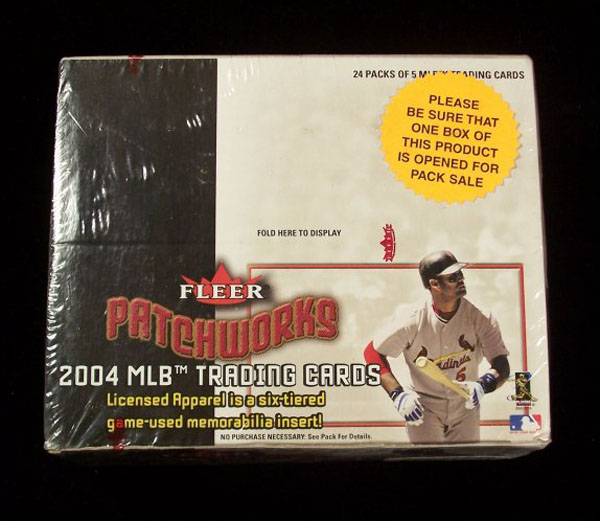 24 PACKS OF 5 TRADING CARDS
PLEASE
BE SURE THAT
ONE BOX OF
THIS PRODUCT
IS OPENED FOR
PACK SALE
FOLD HERE TO DISPLAY
FLEER
PATCHWORKS
2004 MLB™ TRADING CARDS
Licensed Apparel is a six-tiered
game-used memorabilia insert!
NO PURCHASE NECESSARY: See Pack For Details.
Cardinals
5